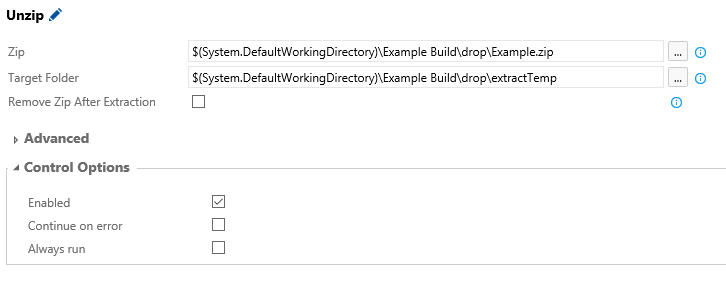 Unzip
Zip $(System.DefaultWorkingDirectory)\Example Build\drop\Example.zip ...
Target Folder $(System.DefaultWorkingDirectory)\Example Build\drop\extractTemp ...
Remove Zip After Extraction
Advanced
Control Options
Enabled
Continue on error
Always run